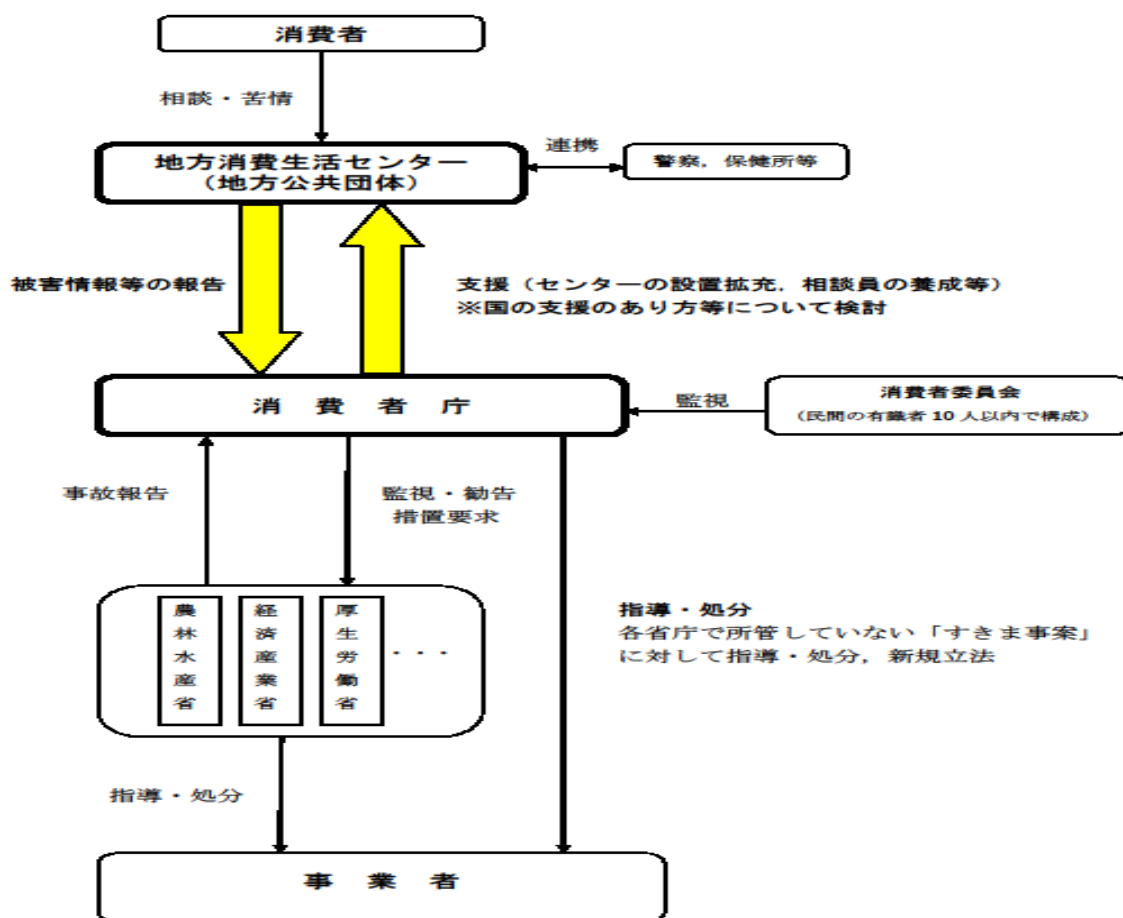 消費者
相談・苦情
地方消費生活センター
(地方公共団体)
連携
警察，保健所等
被害情報等の報告
支援（センターの設置拡充，相談員の養成等）
※国の支援のあり方等について検討
消費者庁
監視
消費者委員会
（民間の有識者 10 人以内で構成）
事故報告
監視・勧告
措置要求
農林水産省
経済産業省
厚生労働省
・・・
指導・処分
各省庁で所管していない「すきま事案」
に対して指導・処分，新規立法
指導・処分
事業者